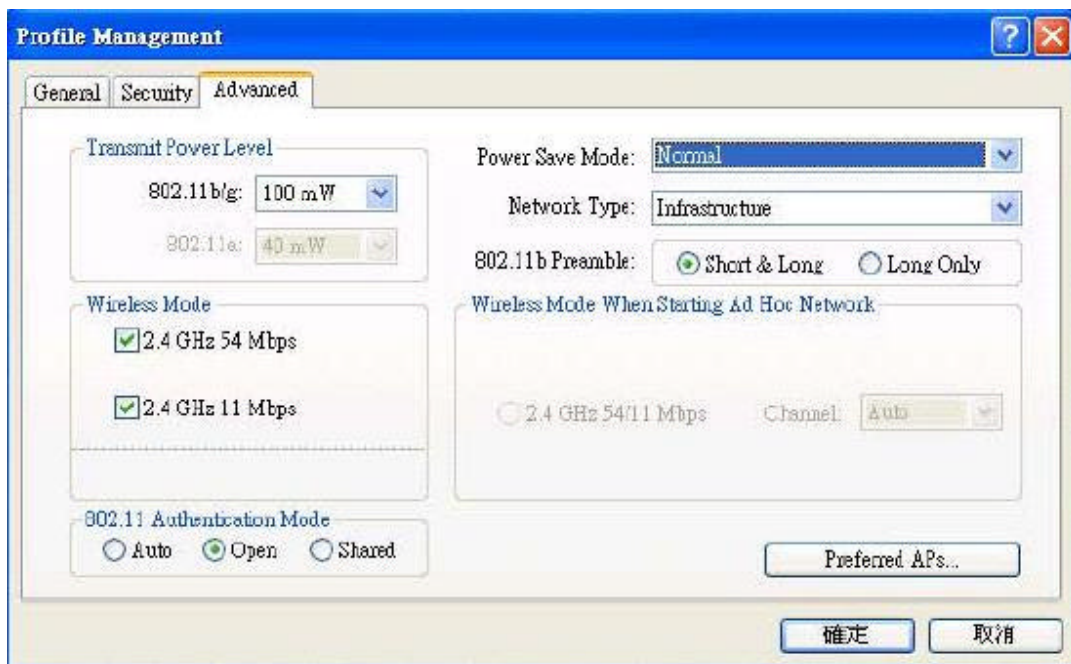 Profile Management
General Security Advanced
Transmit Power Level
802.11b/g: 100 mW
802.11a: 40 mW
Power Save Mode: Normal
Network Type: Infrastructure
802.11b Preamble: Short & Long Long Only
Wireless Mode
2.4 GHz 54 Mbps
2.4 GHz 11 Mbps
Wireless Mode When Starting Ad Hoc Network
2.4 GHz 54/11 Mbps Channel: Auto
802.11 Authentication Mode
Auto Open Shared
Preferred APs...
確定 取消